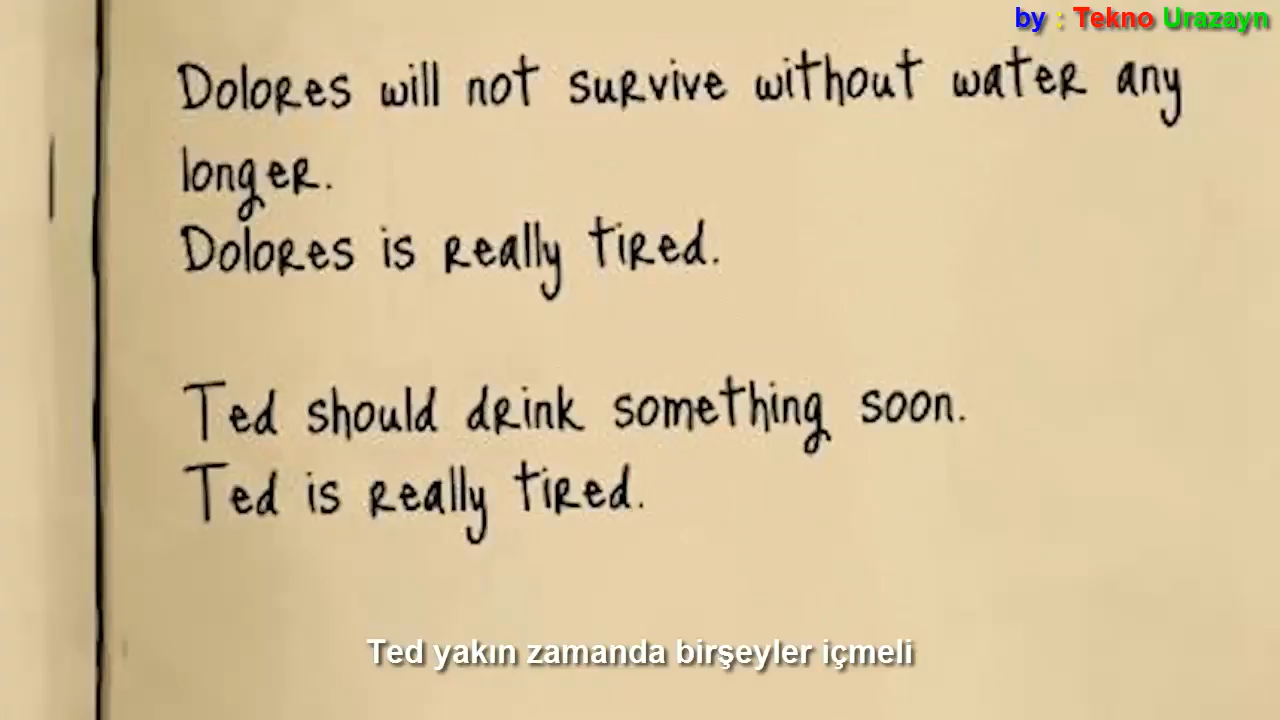 by : Tekno Urazayn
Dolores will not survive without water any
longer.
Dolores is really tired.
Ted should drink something soon.
Ted is really tired.
Ted yakın zamanda birşeyler içmeli